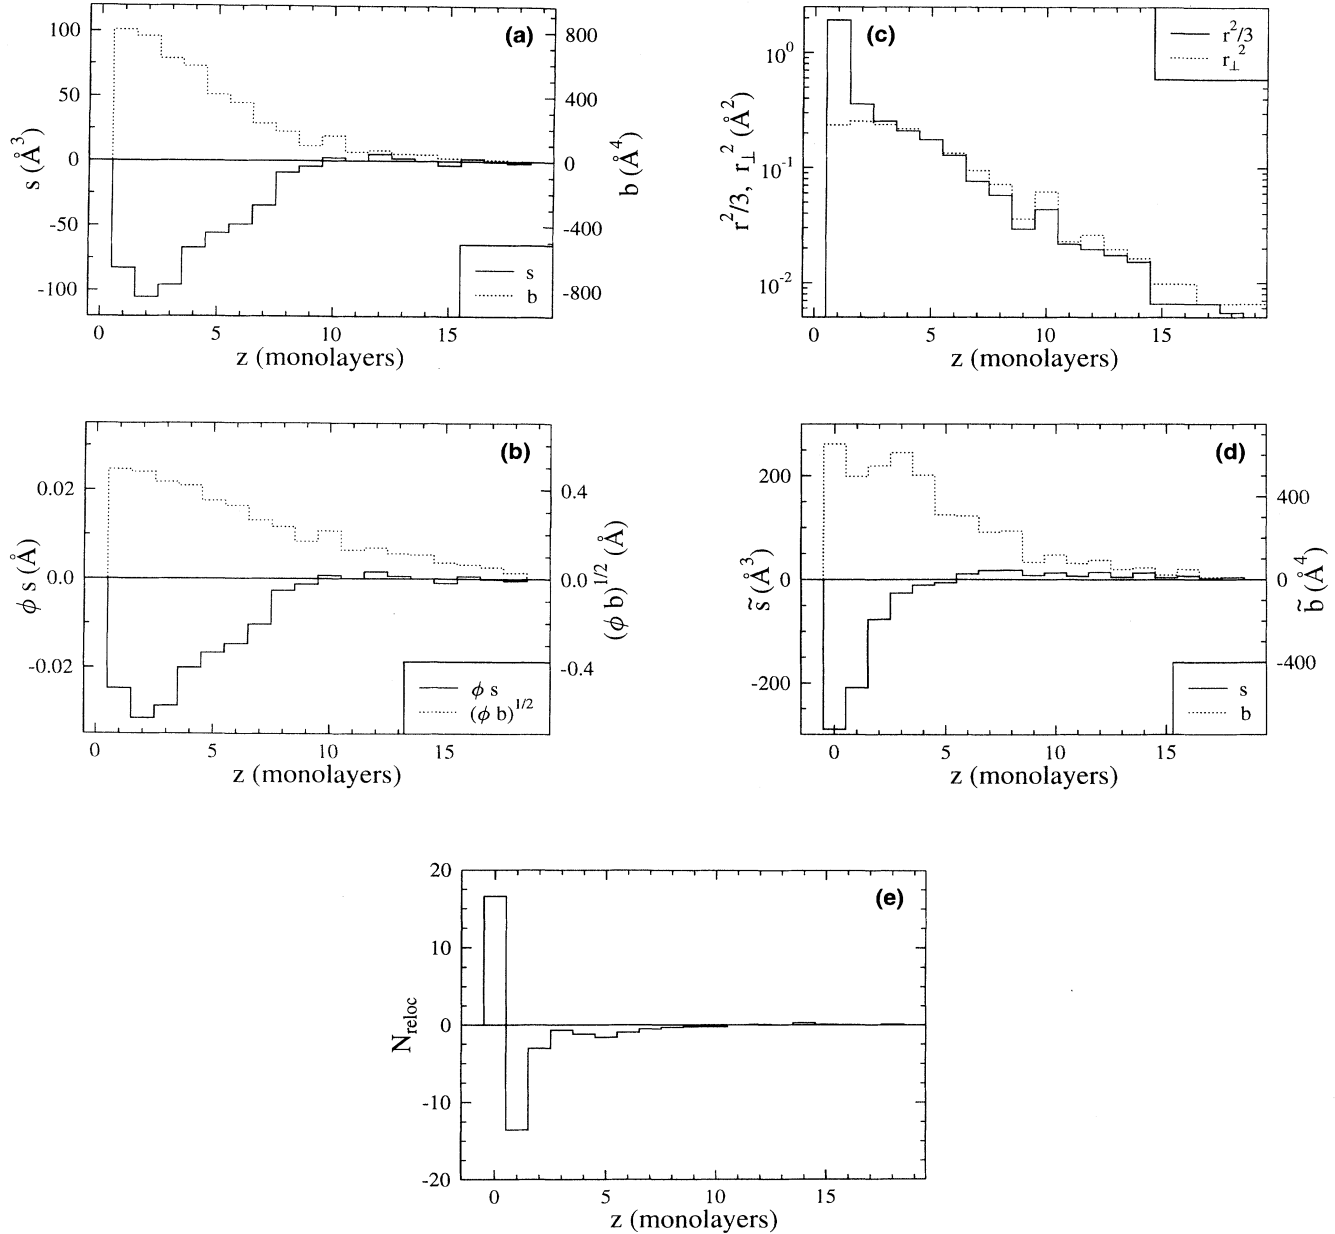 (a)
100
50
0
-50
-100
s (Å³)
800
400
0
-400
-800
b (Å⁴)
s
b
0 5 10 15
z (monolayers)
(c)
r²/3
r⊥²
10⁰
10⁻¹
10⁻²
r²/3, r⊥² (Å²)
0 5 10 15
z (monolayers)
(b)
0.02
0.0
-0.02
ϕ s (Å)
0.4
0.0
-0.4
(ϕ b)^1/2 (Å)
ϕ s
(ϕ b)^1/2
0 5 10 15
z (monolayers)
(d)
200
0
-200
s̃ (Å³)
400
0
-400
b̃ (Å⁴)
s
b
0 5 10 15
z (monolayers)
(e)
20
10
0
-10
-20
N_reloc
0 5 10 15
z (monolayers)